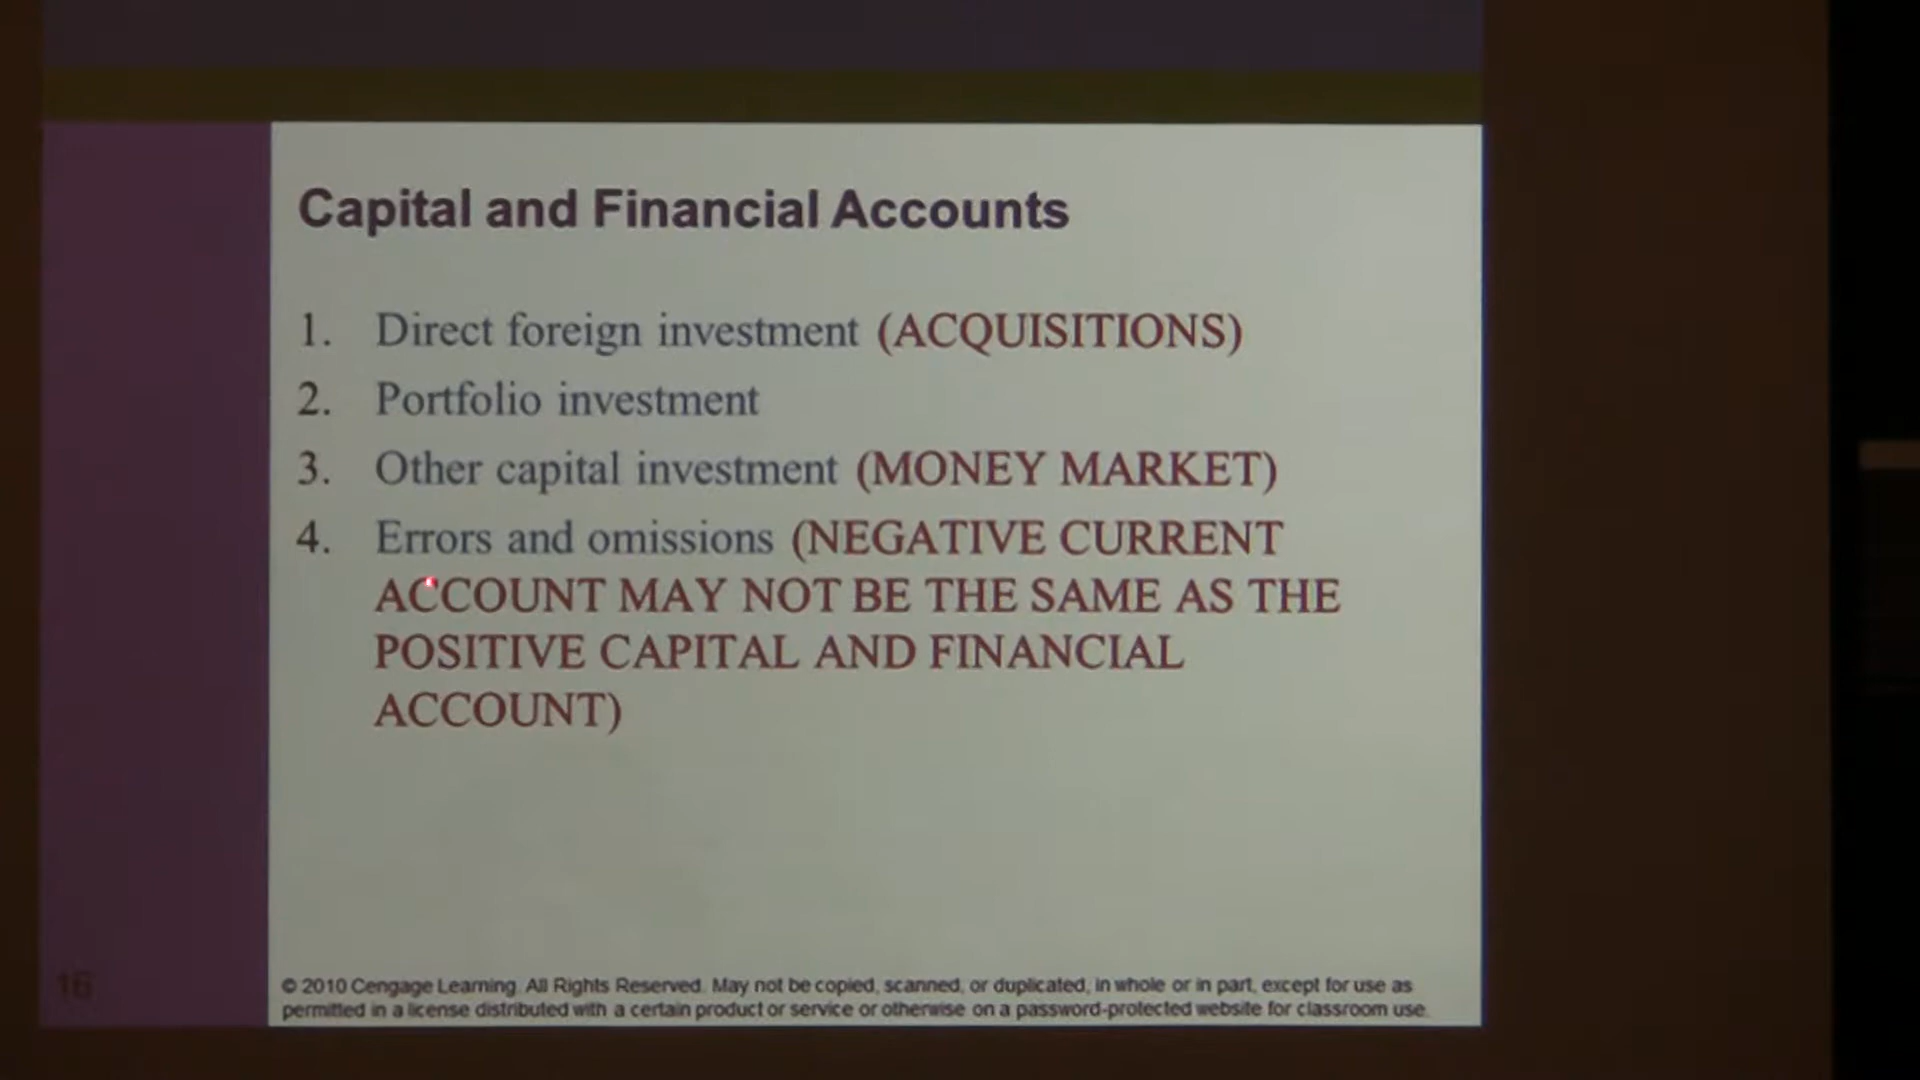 Capital and Financial Accounts
1. Direct foreign investment (ACQUISITIONS)
2. Portfolio investment
3. Other capital investment (MONEY MARKET)
4. Errors and omissions (NEGATIVE CURRENT
ACCOUNT MAY NOT BE THE SAME AS THE
POSITIVE CAPITAL AND FINANCIAL
ACCOUNT)
16
© 2010 Cengage Learning. All Rights Reserved. May not be copied, scanned, or duplicated, in whole or in part, except for use as
permitted in a license distributed with a certain product or service or otherwise on a password-protected website for classroom use.